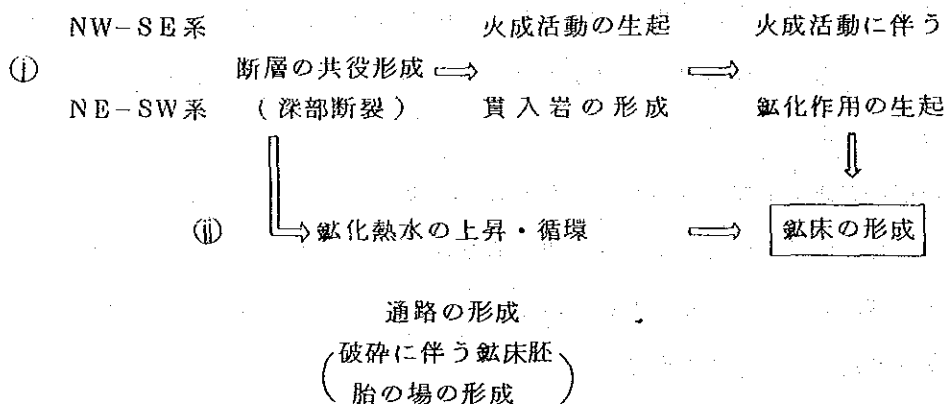 NW-SE系 火成活動の生起 火成活動に伴う
ⓘ 断層の共役形成 ⇨ ⇨
NE-SW系 (深部断裂) 貫入岩の形成 鉱化作用の生起
ⓘⓘ 鉱化熱水の上昇・循環 ⇨ 鉱床の形成
通路の形成
(破砕に伴う鉱床胚
胎の場の形成)